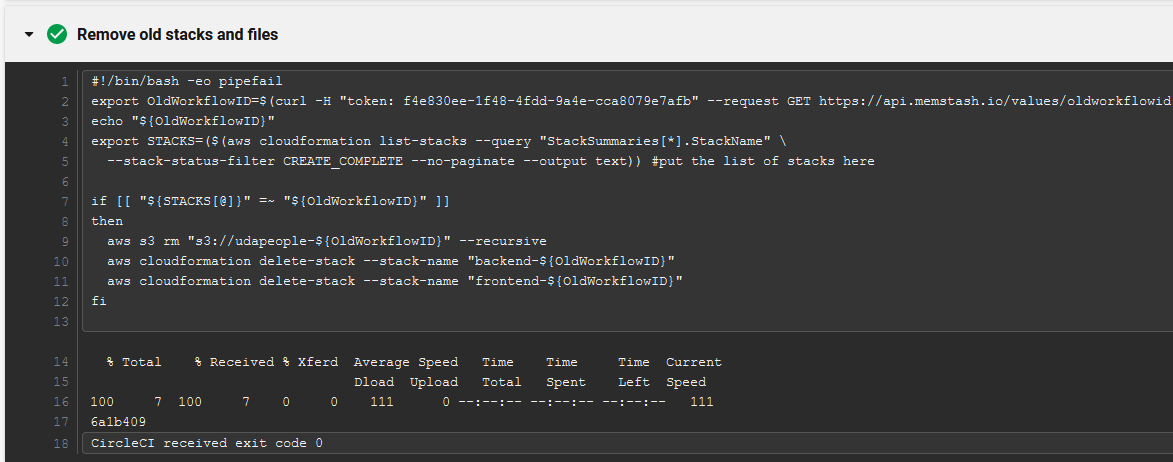 Remove old stacks and files
1 #!/bin/bash -eo pipefail
2 export OldWorkflowID=$(curl -H "token: f4e830ee-1f48-4fdd-9a4e-cca8079e7afb" --request GET https://api.memstash.io/values/oldworkflowid
3 echo "${OldWorkflowID}"
4 export STACKS=($(aws cloudformation list-stacks --query "StackSummaries[*].StackName" \
5 --stack-status-filter CREATE_COMPLETE --no-paginate --output text)) #put the list of stacks here
6
7 if [[ "${STACKS[@]}" =~ "${OldWorkflowID}" ]]
8 then
9 aws s3 rm "s3://udapeople-${OldWorkflowID}" --recursive
10 aws cloudformation delete-stack --stack-name "backend-${OldWorkflowID}"
11 aws cloudformation delete-stack --stack-name "frontend-${OldWorkflowID}"
12 fi
13
14 % Total % Received % Xferd Average Speed Time Time Time Current
15 Dload Upload Total Spent Left Speed
16 100 7 100 7 0 0 111 0 --:--:-- --:--:-- --:--:-- 111
17 6a1b409
18 CircleCI received exit code 0